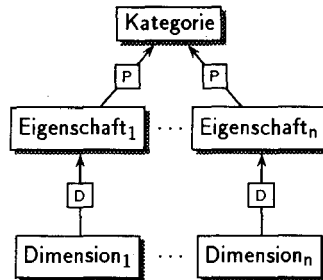 Kategorie
P P
Eigenschaft₁ ... Eigenschaftₙ
D D
Dimension₁ ... Dimensionₙ